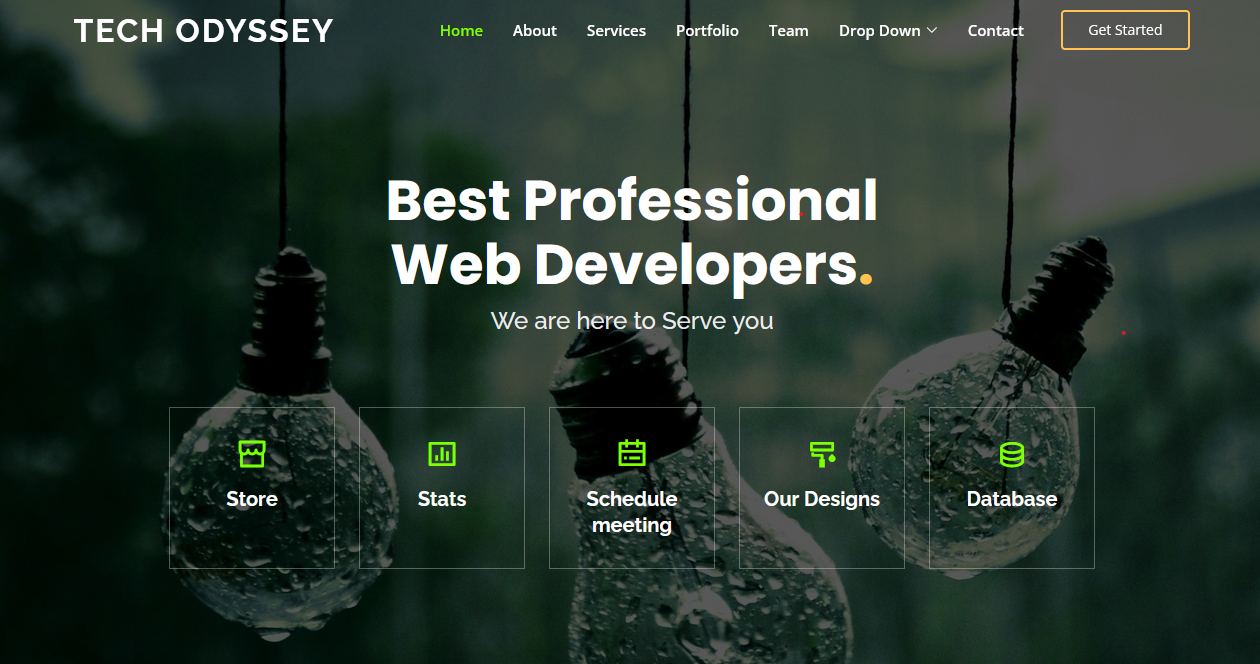 TECH ODYSSEY
Home About Services Portfolio Team Drop Down Contact Get Started
Best Professional
Web Developers.
We are here to Serve you
Store Stats Schedule meeting Our Designs Database